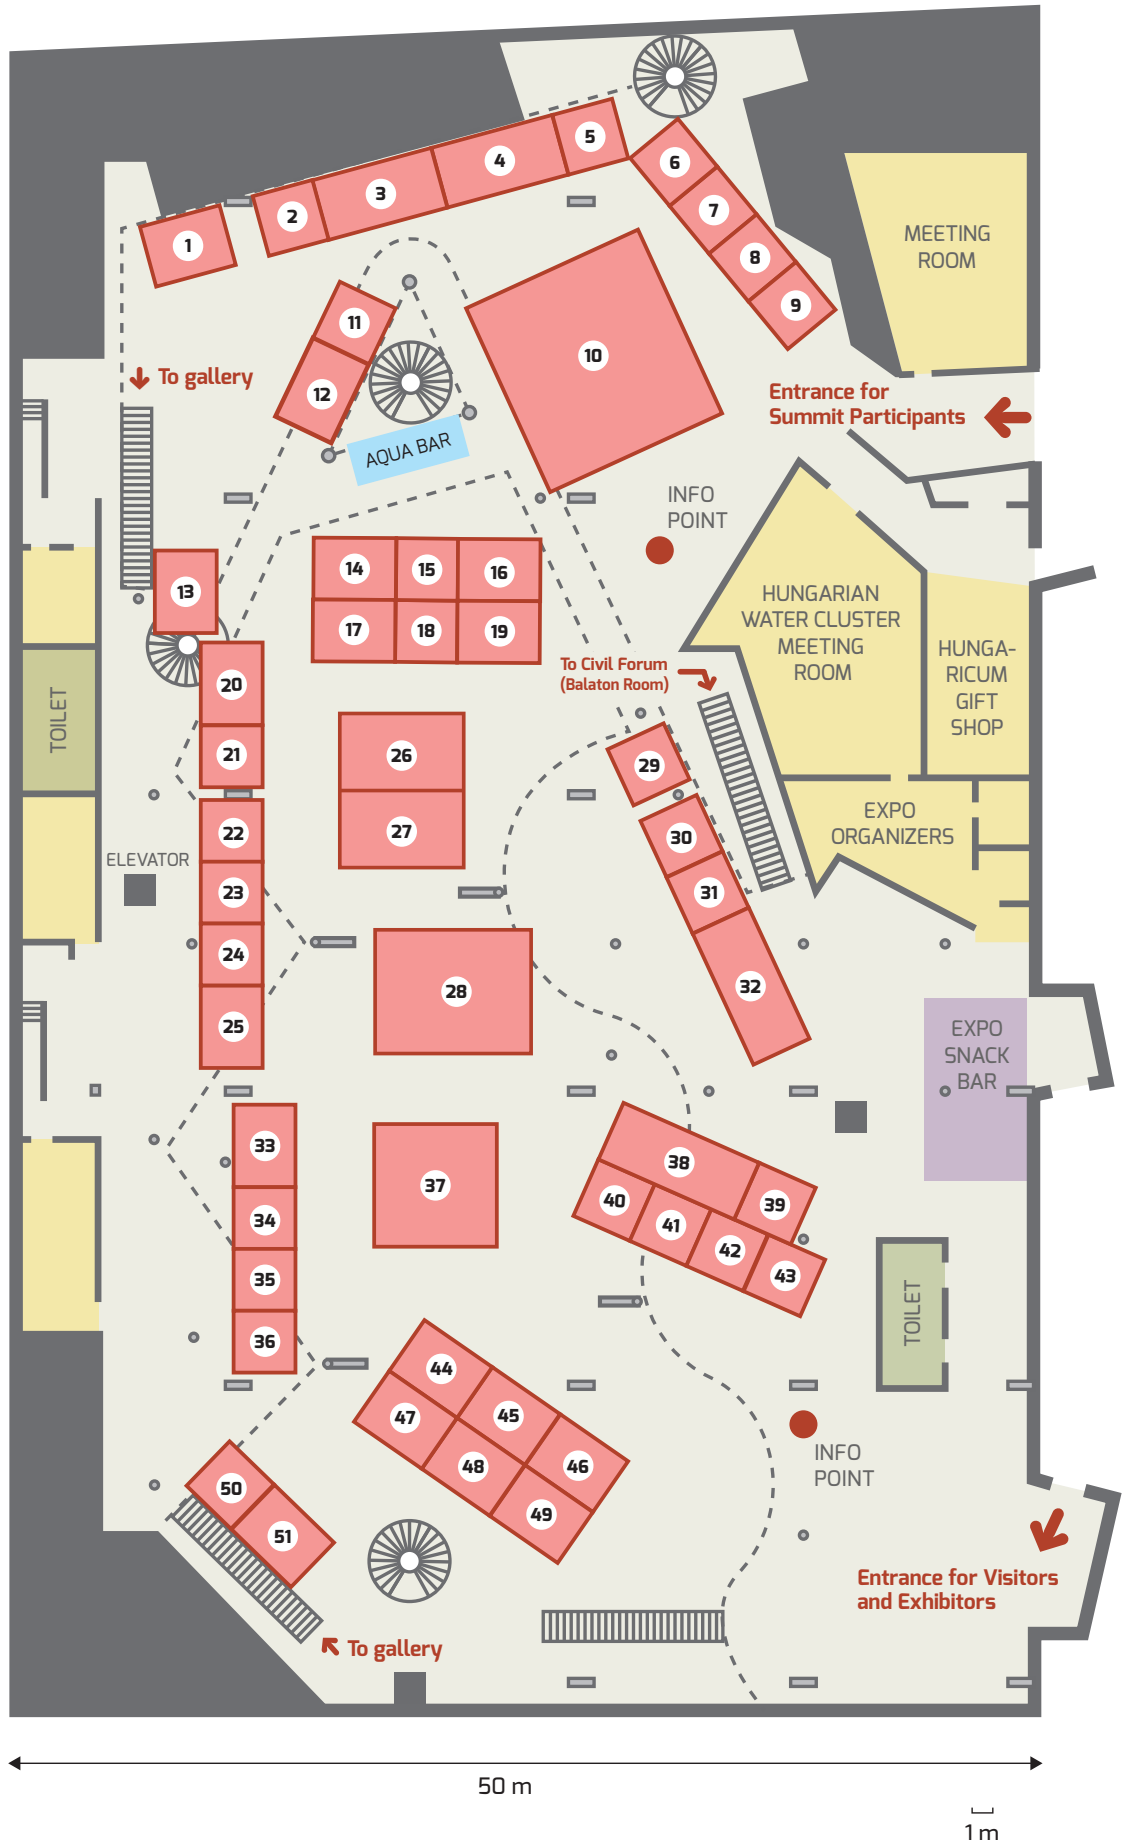 5
4
6
3
MEETING
ROOM
2
7
1
8
9
11
10
To gallery
12
Entrance for
Summit Participants
AQUA BAR
INFO
POINT
14
15
16
13
HUNGARIAN
WATER CLUSTER
MEETING
ROOM
17
18
19
HUNGA-
RICUM
GIFT
SHOP
To Civil Forum
(Balaton Room)
20
TOILET
21
26
29
22
27
30
EXPO
ORGANIZERS
ELEVATOR
23
31
24
28
32
25
EXPO
SNACK
BAR
33
38
37
34
40
39
41
42
35
43
36
TOILET
44
47
45
48
46
INFO
POINT
50
49
51
Entrance for Visitors
and Exhibitors
To gallery
50 m
1 m